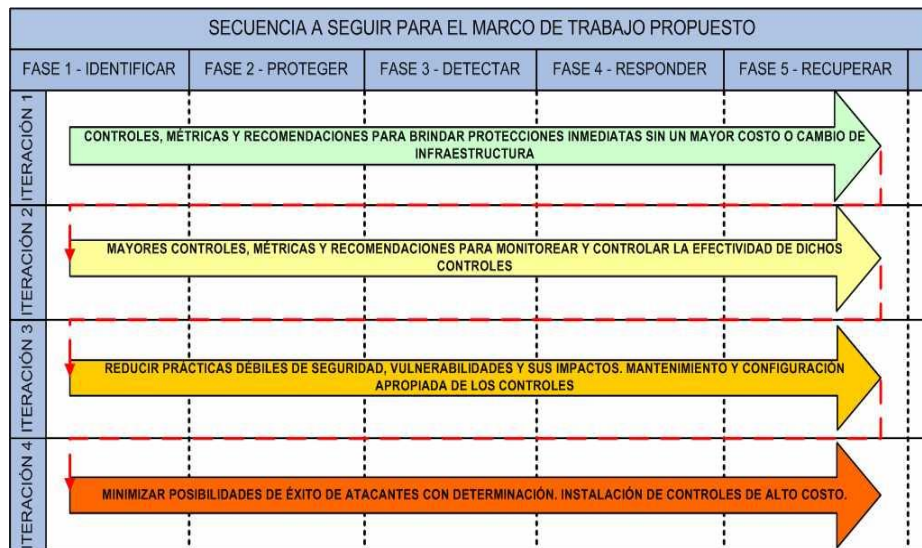 SECUENCIA A SEGUIR PARA EL MARCO DE TRABAJO PROPUESTO
FASE 1 - IDENTIFICAR
FASE 2 - PROTEGER
FASE 3 - DETECTAR
FASE 4 - RESPONDER
FASE 5 - RECUPERAR
ITERACIÓN 1
CONTROLES, MÉTRICAS Y RECOMENDACIONES PARA BRINDAR PROTECCIONES INMEDIATAS SIN UN MAYOR COSTO O CAMBIO DE
INFRAESTRUCTURA
ITERACIÓN 2
MAYORES CONTROLES, MÉTRICAS Y RECOMENDACIONES PARA MONITOREAR Y CONTROLAR LA EFECTIVIDAD DE DICHOS
CONTROLES
ITERACIÓN 3
REDUCIR PRÁCTICAS DÉBILES DE SEGURIDAD, VULNERABILIDADES Y SUS IMPACTOS. MANTENIMIENTO Y CONFIGURACIÓN
APROPIADA DE LOS CONTROLES
ITERACIÓN 4
MINIMIZAR POSIBILIDADES DE ÉXITO DE ATACANTES CON DETERMINACIÓN. INSTALACIÓN DE CONTROLES DE ALTO COSTO.